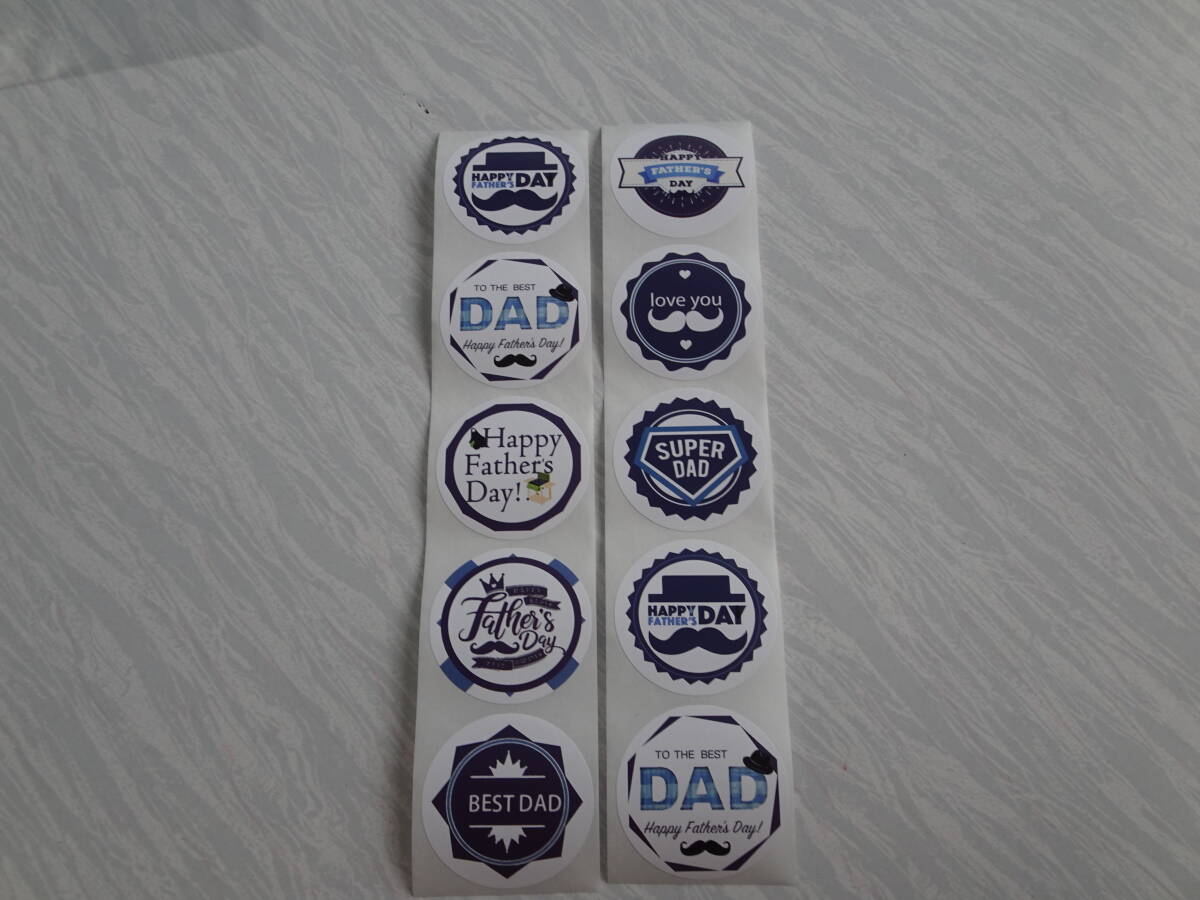 HAPPY
FATHER'S DAY
TO THE BEST
DAD
Happy Father's Day!
Happy
Father's
Day!
HAPPY
Father's
Day
BEST DAD
HAPPY
FATHER'S
DAY
love you
SUPER
DAD
HAPPY
FATHER'S DAY
TO THE BEST
DAD
Happy Father's Day!